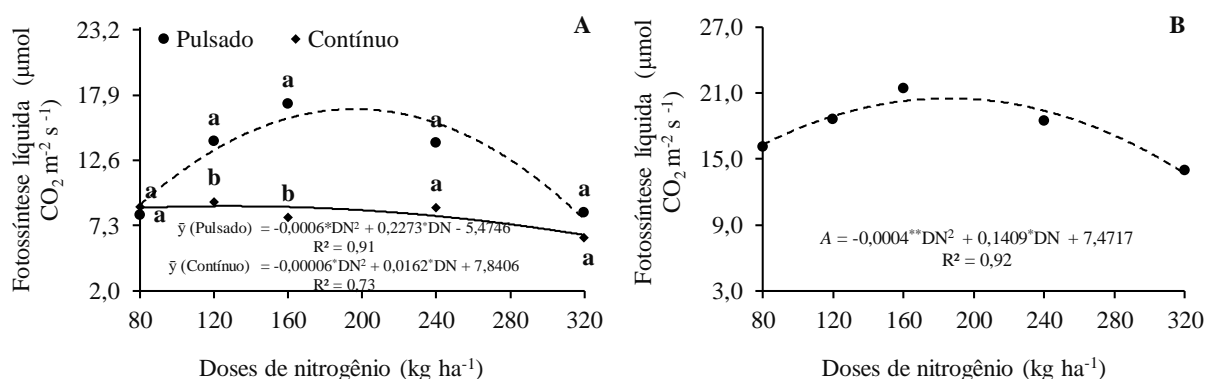 A
Pulsado
Contínuo
Fotossíntese líquida (μmol
CO₂ m⁻² s ⁻¹)
23,2
17,9
12,6
7,3
2,0
a
a
a
a
a
a
b
b
a
a
ȳ (Pulsado) = -0,0006*DN² + 0,2273*DN - 5,4746
R² = 0,91
ȳ (Contínuo) = -0,00006*DN² + 0,0162*DN + 7,8406
R² = 0,73
80 120 160 200 240 280 320
Doses de nitrogênio (kg ha⁻¹)
B
Fotossíntese líquida (μmol
CO₂ m⁻² s ⁻¹)
27,0
21,0
15,0
9,0
3,0
A = -0,0004**DN² + 0,1409*DN + 7,4717
R² = 0,92
80 120 160 200 240 280 320
Doses de nitrogênio (kg ha⁻¹)